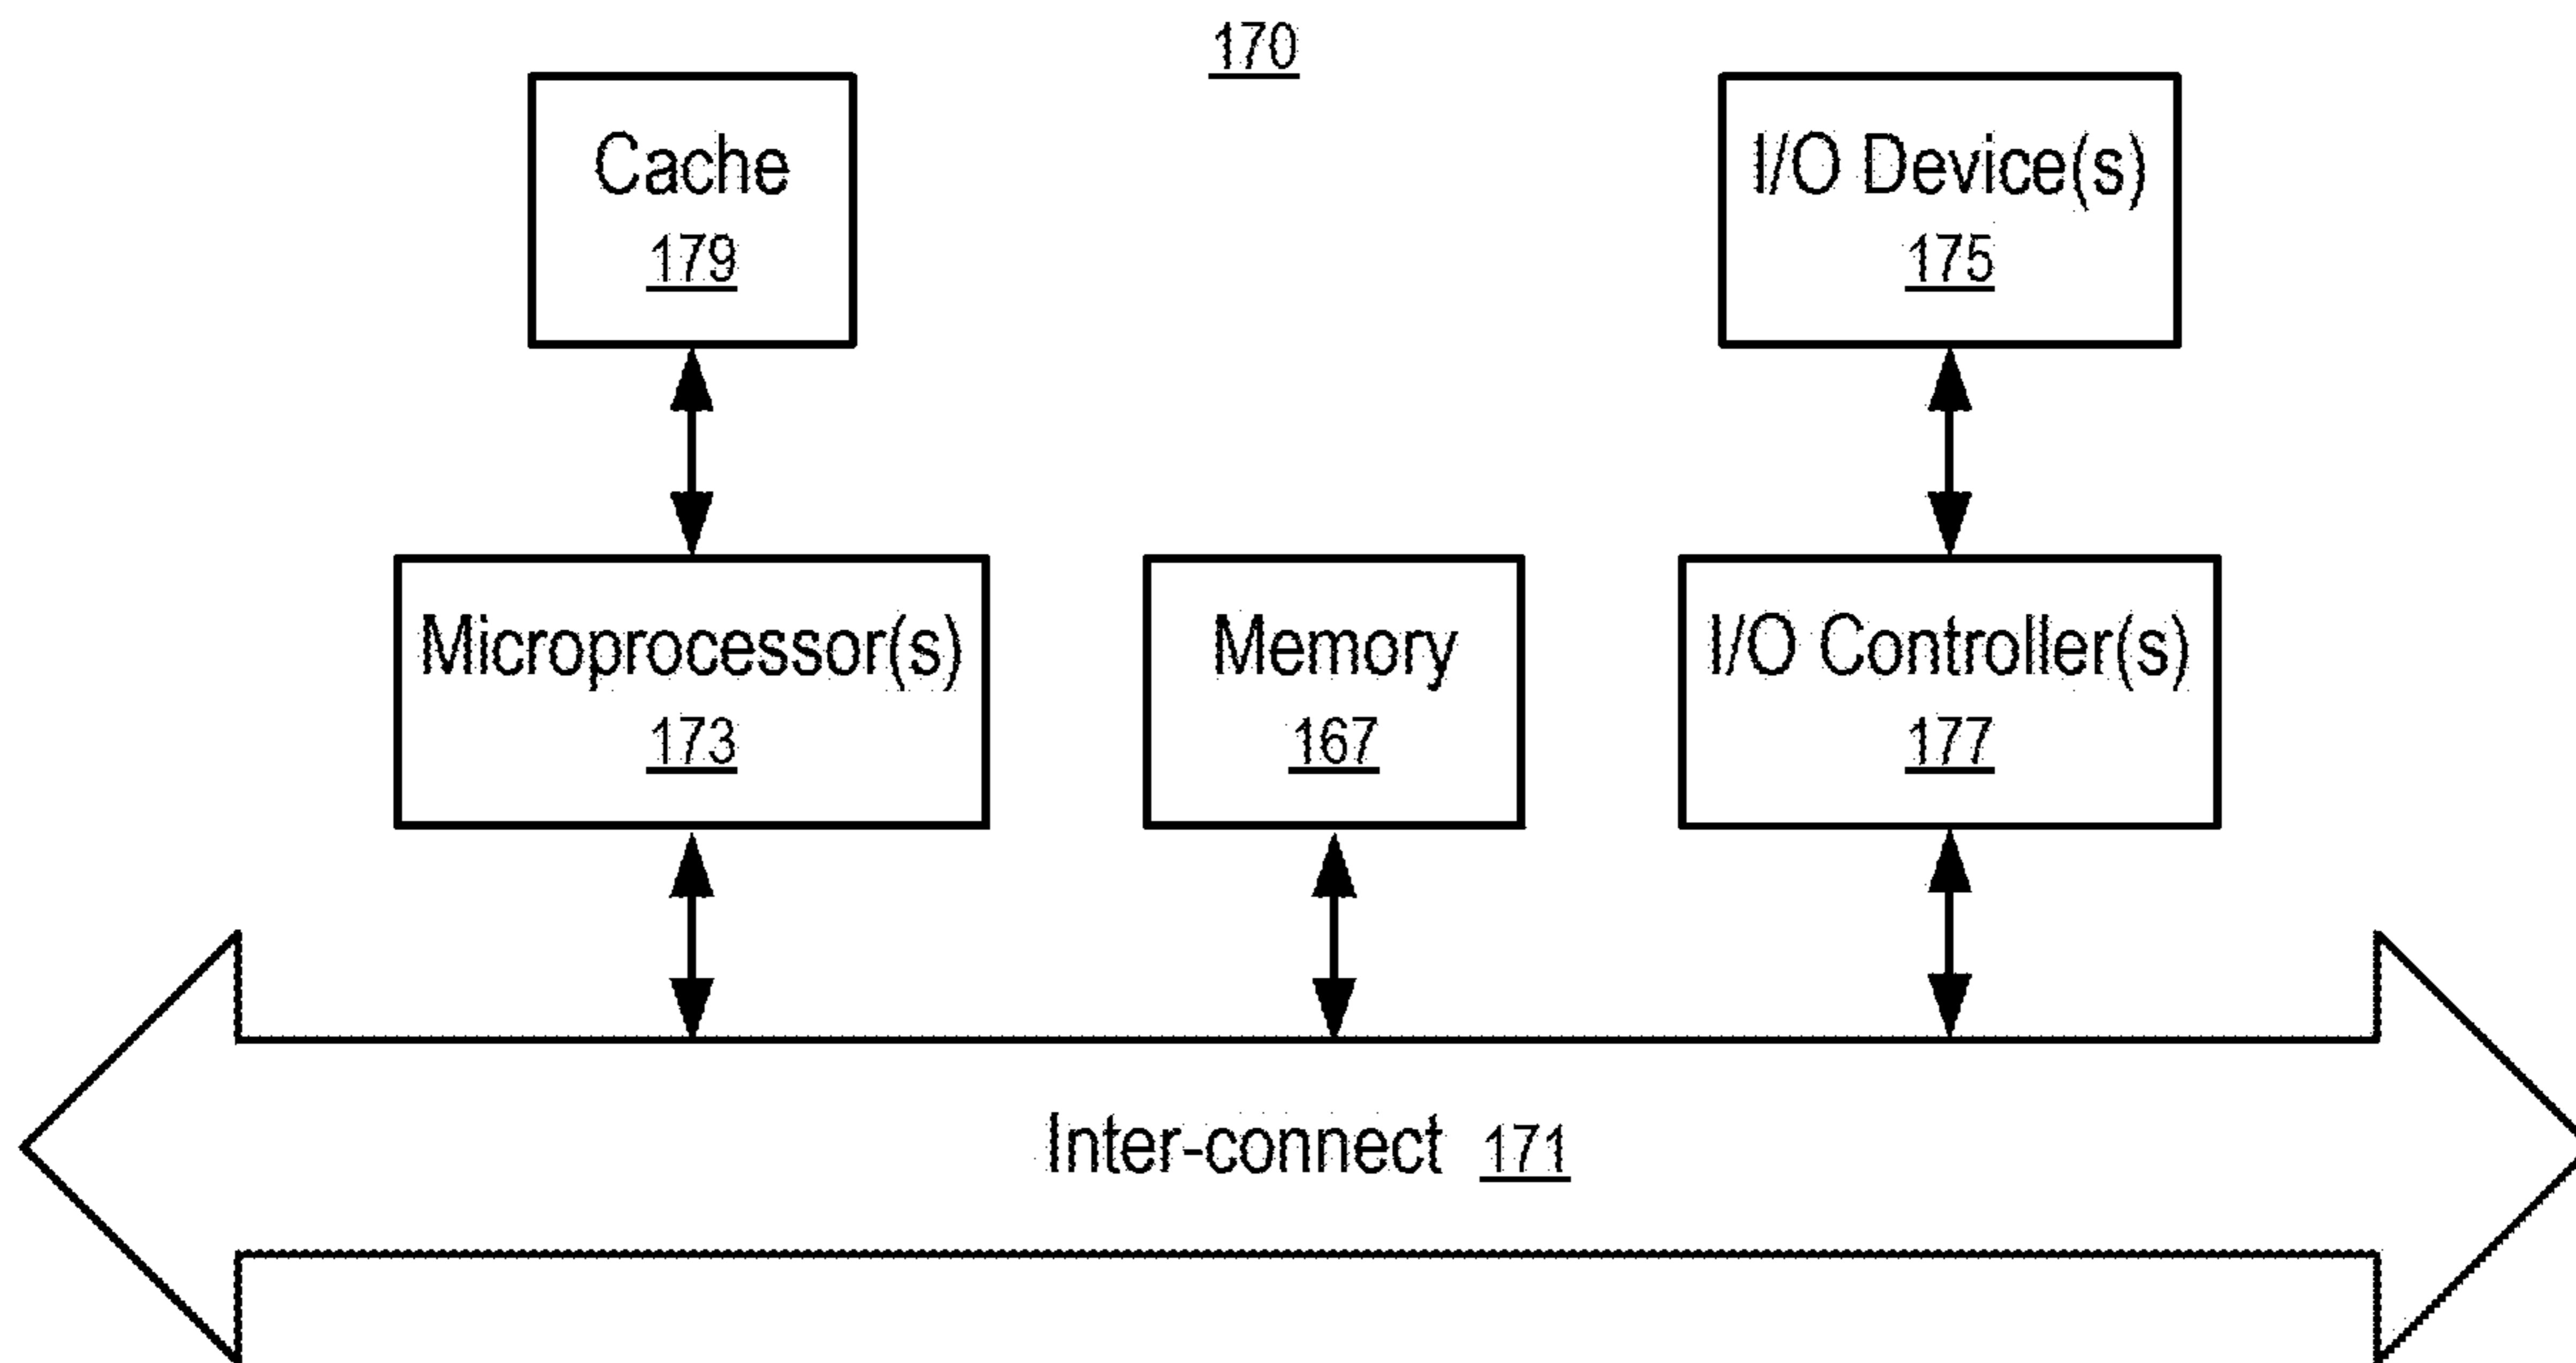 170
Cache
179
I/O Device(s)
175
Microprocessor(s)
173
Memory
167
I/O Controller(s)
177
Inter-connect 171